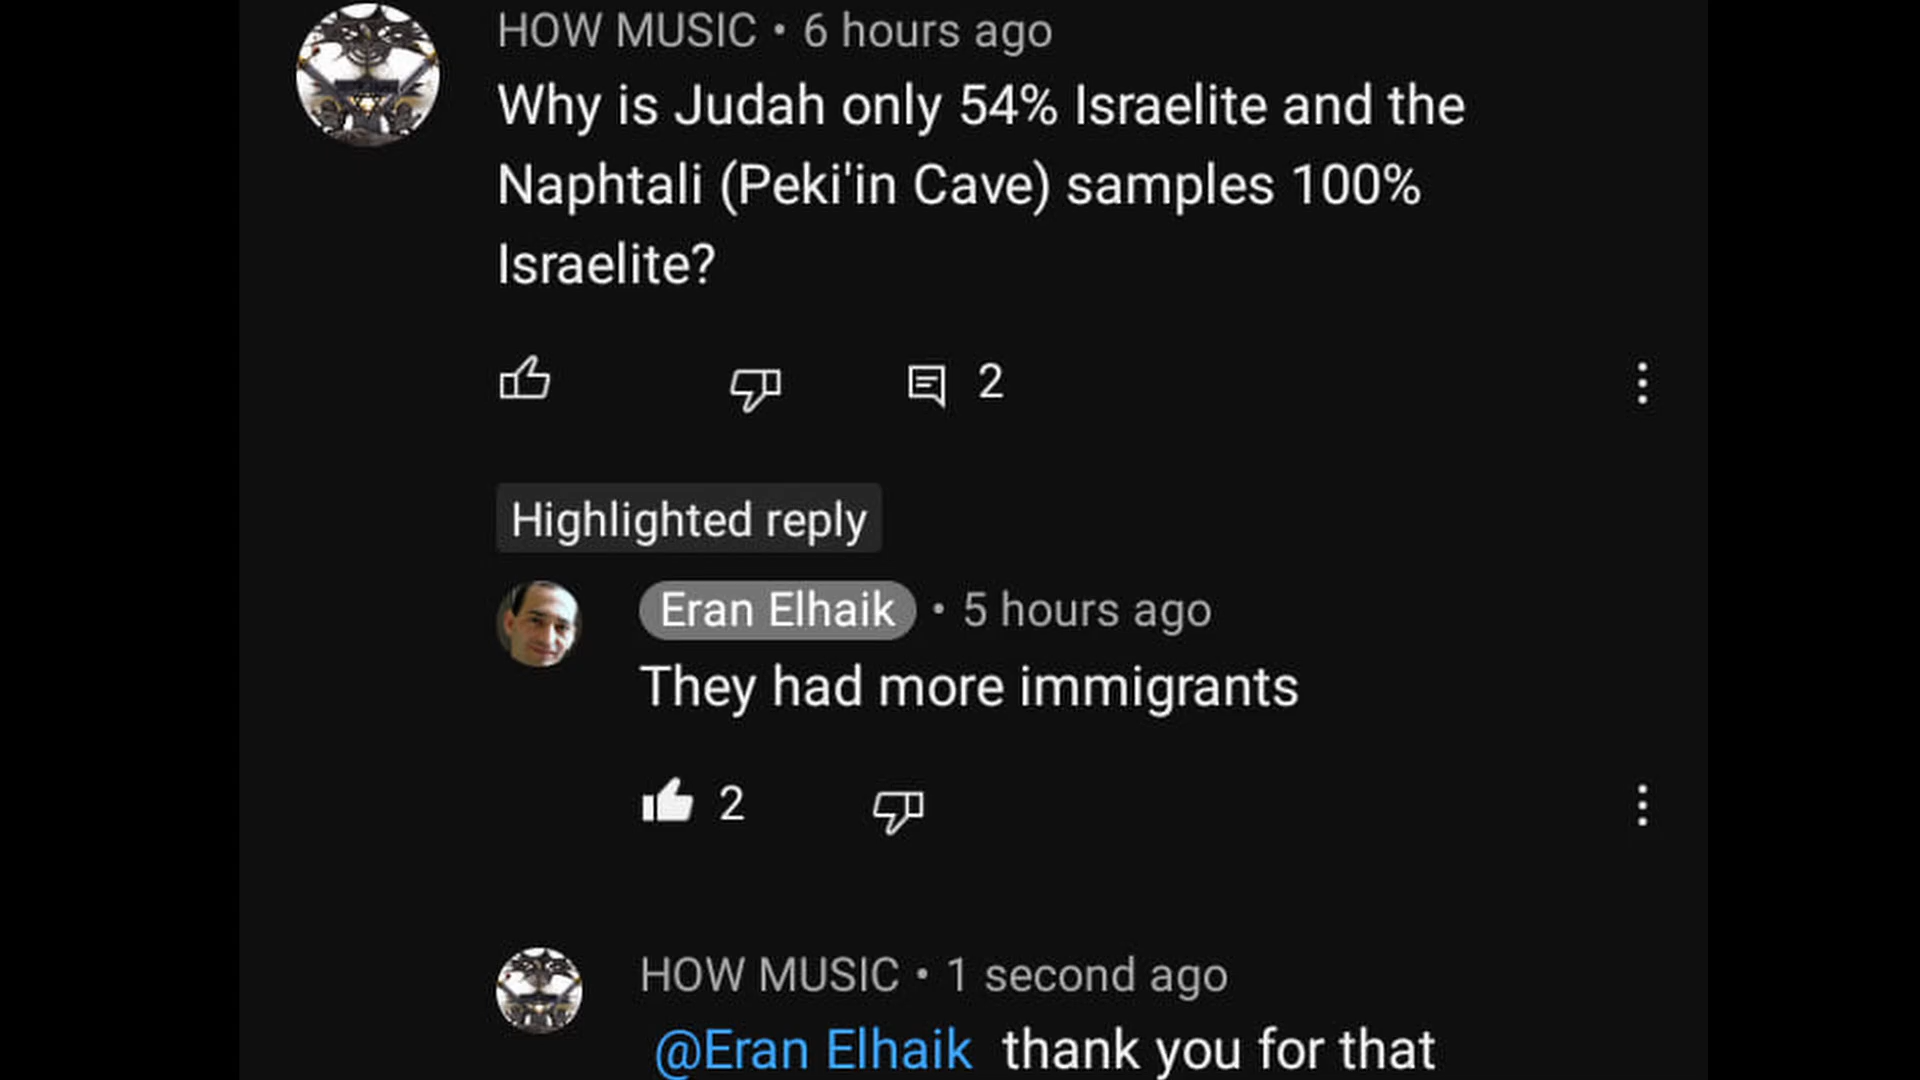 HOW MUSIC • 6 hours ago
Why is Judah only 54% Israelite and the
Naphtali (Peki'in Cave) samples 100%
Israelite?
2
Highlighted reply
Eran Elhaik • 5 hours ago
They had more immigrants
2
HOW MUSIC • 1 second ago
@Eran Elhaik thank you for that